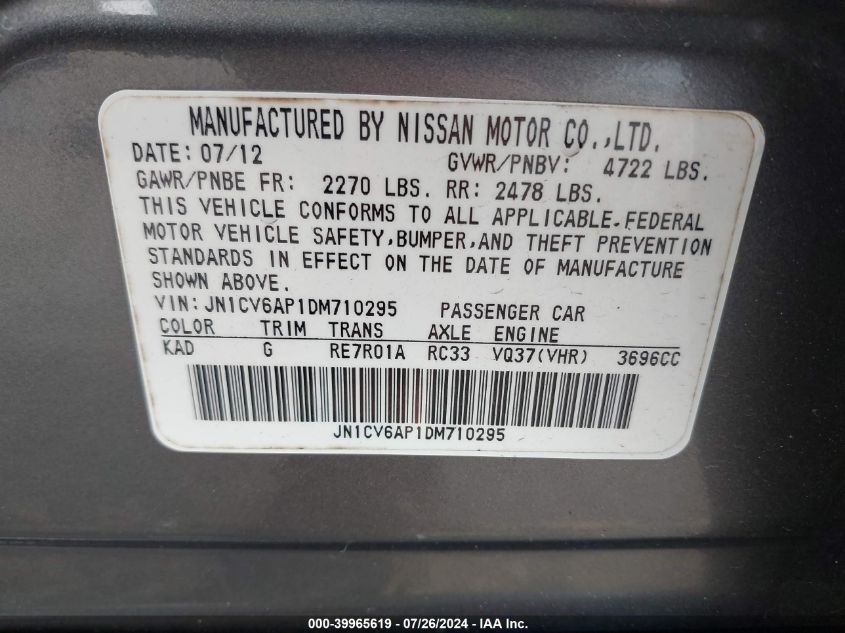 MANUFACTURED BY NISSAN MOTOR CO.,LTD.
DATE: 07/12 GVWR/PNBV: 4722 LBS.
GAWR/PNBE FR: 2270 LBS. RR: 2478 LBS.
THIS VEHICLE CONFORMS TO ALL APPLICABLE FEDERAL
MOTOR VEHICLE SAFETY, BUMPER, AND THEFT PREVENTION
STANDARDS IN EFFECT ON THE DATE OF MANUFACTURE
SHOWN ABOVE.
VIN: JN1CV6AP1DM710295 PASSENGER CAR
COLOR TRIM TRANS AXLE ENGINE
KAD G RE7R01A RC33 VQ37(VHR) 3696CC
JN1CV6AP1DM710295
000-39965619 - 07/26/2024 - IAA Inc.